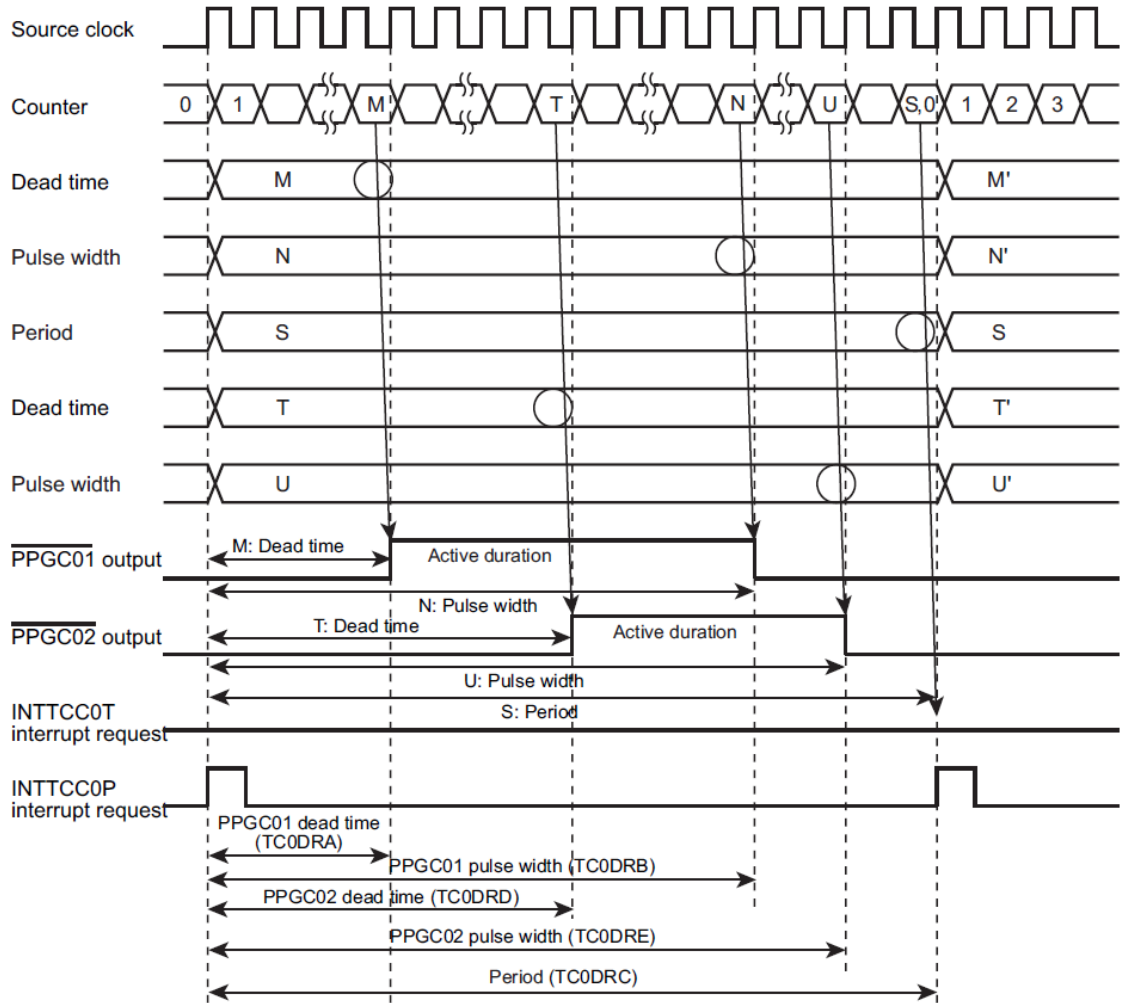 Source clock
Counter 0 1 M T N U S,0 1 2 3
Dead time M M'
Pulse width N N'
Period S S
Dead time T T'
Pulse width U U'
PPGC01 output
M: Dead time
Active duration
N: Pulse width
PPGC02 output
T: Dead time
Active duration
U: Pulse width
S: Period
INTTCC0T
interrupt request
INTTCC0P
interrupt request
PPGC01 dead time
(TC0DRA)
PPGC01 pulse width (TC0DRB)
PPGC02 dead time (TC0DRD)
PPGC02 pulse width (TC0DRE)
Period (TC0DRC)